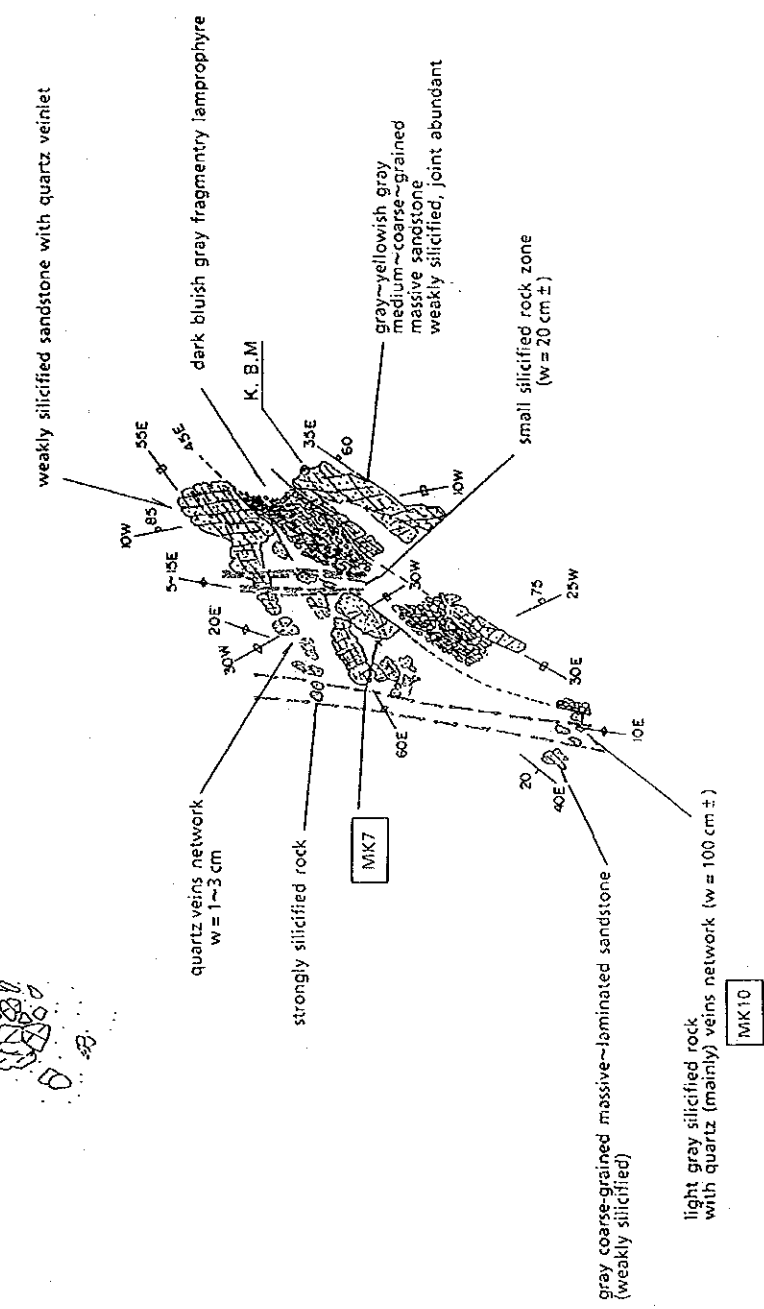 weakly silicified sandstone with quartz veinlet
dark bluish gray fragmentry lamprophyre
K. B.M
gray~yellowish gray
medium~coarse~grained
massive sandstone
weakly silicified, joint abundant
small silicified rock zone
(w = 20 cm ±)
55E
45E
10W
85
5~15E
20E
30W
35E
60
10W
30W
75
25W
30E
10E
60E
20
40E
quartz veins network
w = 1~3 cm
strongly silicified rock
MK7
gray coarse-grained massive~laminated sandstone
(weakly silicified)
light gray silicified rock
with quartz (mainly) veins network (w = 100 cm ±)
MK10